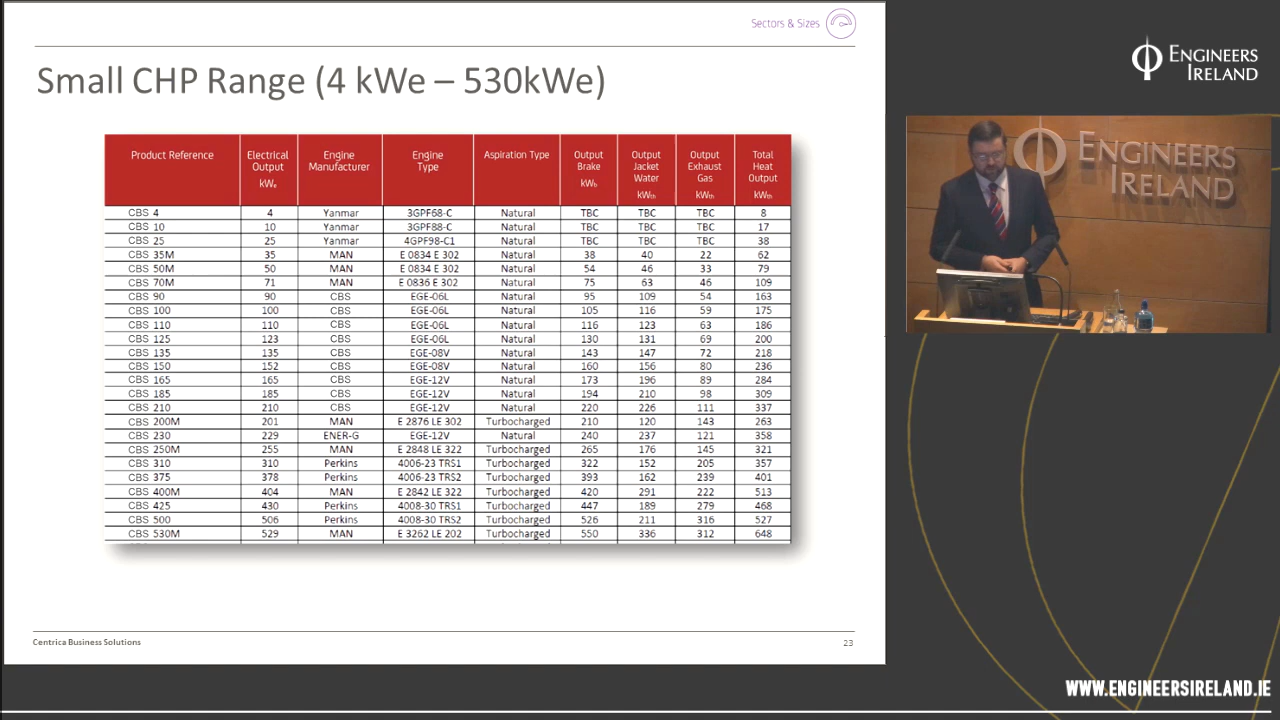 Sectors & Sizes
Small CHP Range (4 kWe – 530kWe)
Product Reference Electrical Output kWe Engine Manufacturer Engine Type Aspiration Type Output Brake kWb Output Jacket Water kWth Output Exhaust Gas kWth Total Heat Output kWth
CBS 4 4 Yanmar 3GPF68-C Natural TBC TBC TBC 8
CBS 10 10 Yanmar 3GPF88-C Natural TBC TBC TBC 17
CBS 25 25 Yanmar 4GPF98-C1 Natural TBC TBC TBC 38
CBS 35M 35 MAN E 0834 E 302 Natural 38 40 22 62
CBS 50M 50 MAN E 0834 E 302 Natural 54 46 33 79
CBS 70M 71 MAN E 0836 E 302 Natural 75 63 46 109
CBS 90 90 CBS EGE-06L Natural 95 109 54 163
CBS 100 100 CBS EGE-06L Natural 105 116 59 175
CBS 110 110 CBS EGE-06L Natural 116 123 63 186
CBS 125 123 CBS EGE-06L Natural 130 131 69 200
CBS 135 135 CBS EGE-08V Natural 143 147 72 218
CBS 150 152 CBS EGE-08V Natural 160 156 80 236
CBS 165 165 CBS EGE-12V Natural 173 196 89 284
CBS 185 185 CBS EGE-12V Natural 194 210 98 309
CBS 210 210 CBS EGE-12V Natural 220 226 111 337
CBS 200M 201 MAN E 2876 LE 302 Turbocharged 210 120 143 263
CBS 230 229 ENER-G EGE-12V Natural 240 237 121 358
CBS 250M 255 MAN E 2848 LE 322 Turbocharged 265 176 145 321
CBS 310 310 Perkins 4006-23 TRS1 Turbocharged 322 152 205 357
CBS 375 378 Perkins 4006-23 TRS2 Turbocharged 393 162 239 401
CBS 400M 404 MAN E 2842 LE 322 Turbocharged 420 291 222 513
CBS 425 430 Perkins 4008-30 TRS1 Turbocharged 447 189 279 468
CBS 500 506 Perkins 4008-30 TRS2 Turbocharged 526 211 316 527
CBS 530M 529 MAN E 3262 LE 202 Turbocharged 550 336 312 648
Centrica Business Solutions
23
ENGINEERS
IRELAND
ENGINEERS
IRELAND
WWW.ENGINEERSIRELAND.IE